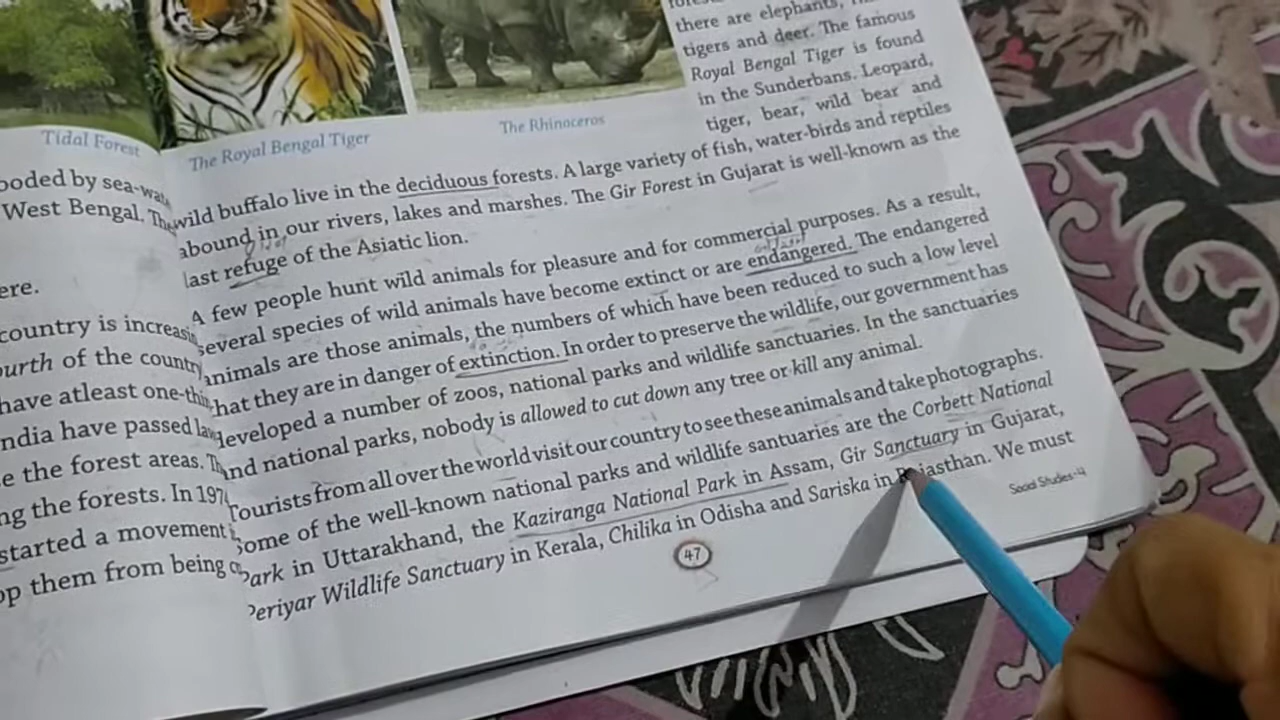 Tidal Forest
ooded by sea-wat
West Bengal. Th
ere.
country is increasi
urth of the country
have atleast one-thi
ndia have passed la
e the forest areas. Th
ng the forests. In 197
started a movement
op them from being
The Royal Bengal Tiger
The Rhinoceros
there are elephants,
tigers and deer. The famous
Royal Bengal Tiger is found
in the Sunderbans. Leopard,
tiger, bear, wild bear and
wild buffalo live in the deciduous forests. A large variety of fish, water-birds and reptiles
abound in our rivers, lakes and marshes. The Gir Forest in Gujarat is well-known as the
last refuge of the Asiatic lion.
A few people hunt wild animals for pleasure and for commercial purposes. As a result,
several species of wild animals have become extinct or are endangered. The endangered
animals are those animals, the numbers of which have been reduced to such a low level
that they are in danger of extinction. In order to preserve the wildlife, our government has
developed a number of zoos, national parks and wildlife sanctuaries. In the sanctuaries
and national parks, nobody is allowed to cut down any tree or kill any animal.
Tourists from all over the world visit our country to see these animals and take photographs.
Some of the well-known national parks and wildlife santuaries are the Corbett National
Park in Uttarakhand, the Kaziranga National Park in Assam, Gir Sanctuary in Gujarat,
Periyar Wildlife Sanctuary in Kerala, Chilika in Odisha and Sariska in Rajasthan. We must
47
Social Studies-4